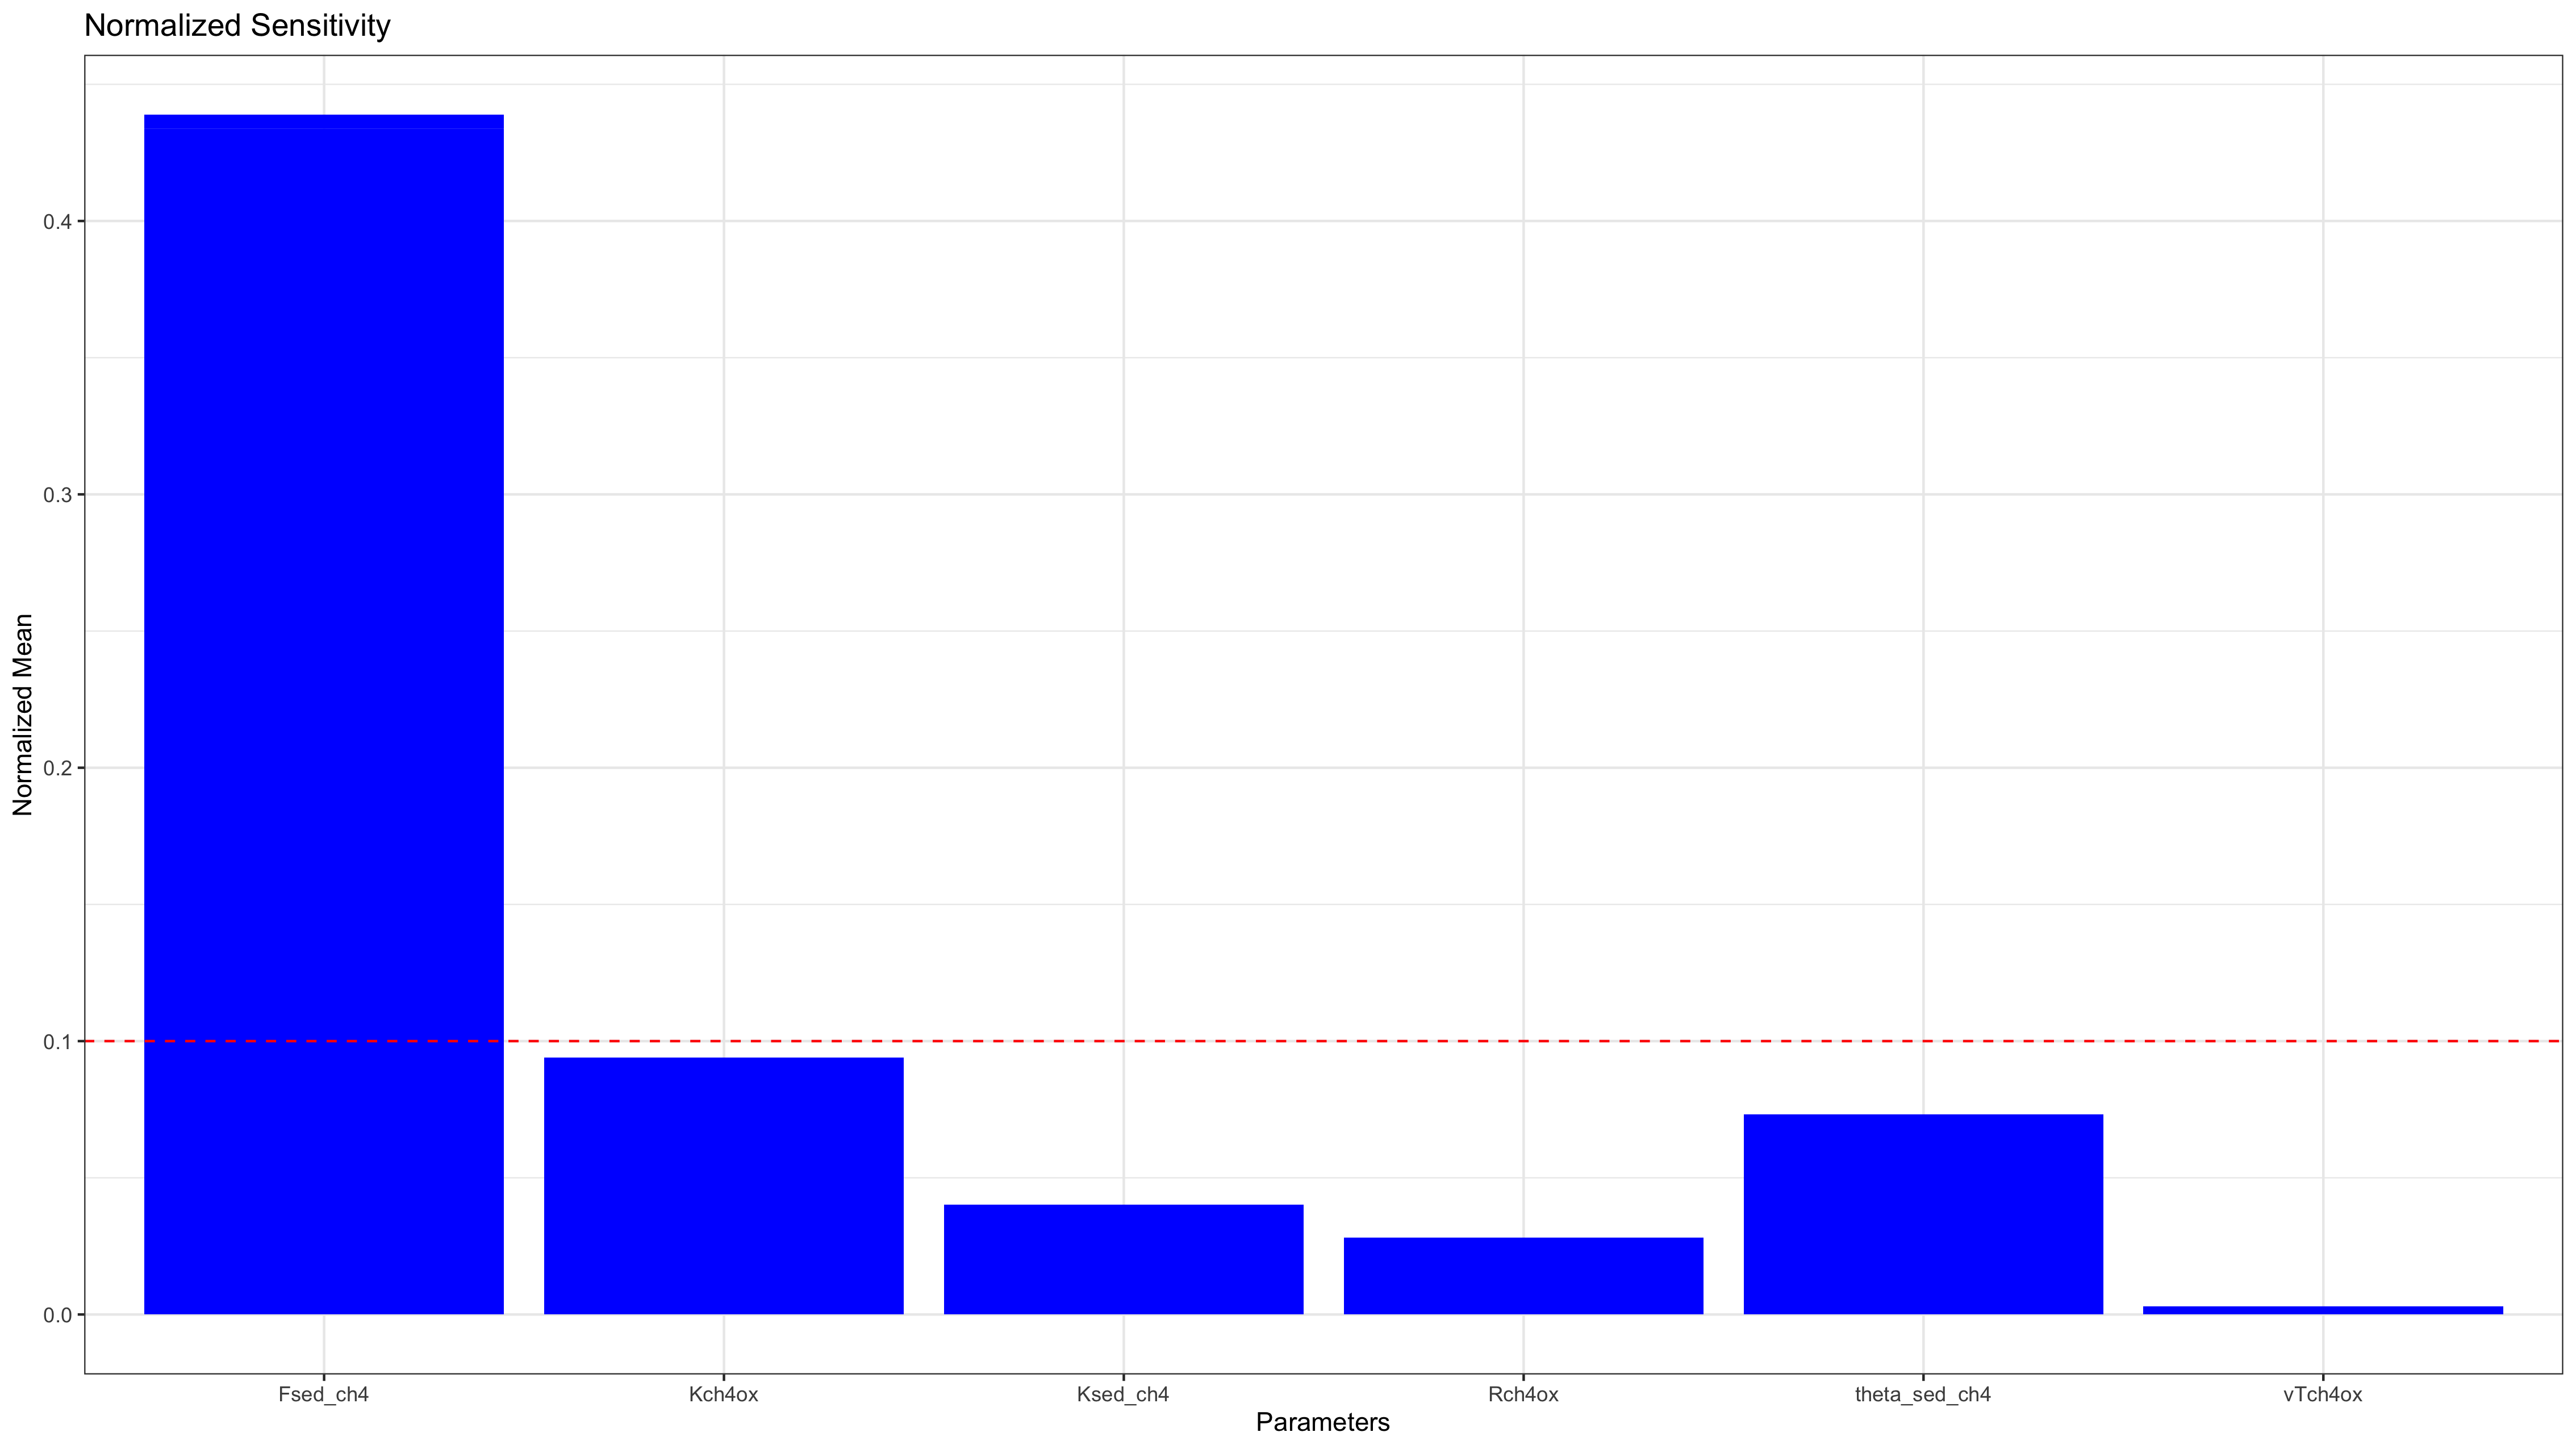 Normalized Sensitivity
Normalized Mean
0.4
0.3
0.2
0.1
0.0
Fsed_ch4 Kch4ox Ksed_ch4 Rch4ox theta_sed_ch4 vTch4ox
Parameters